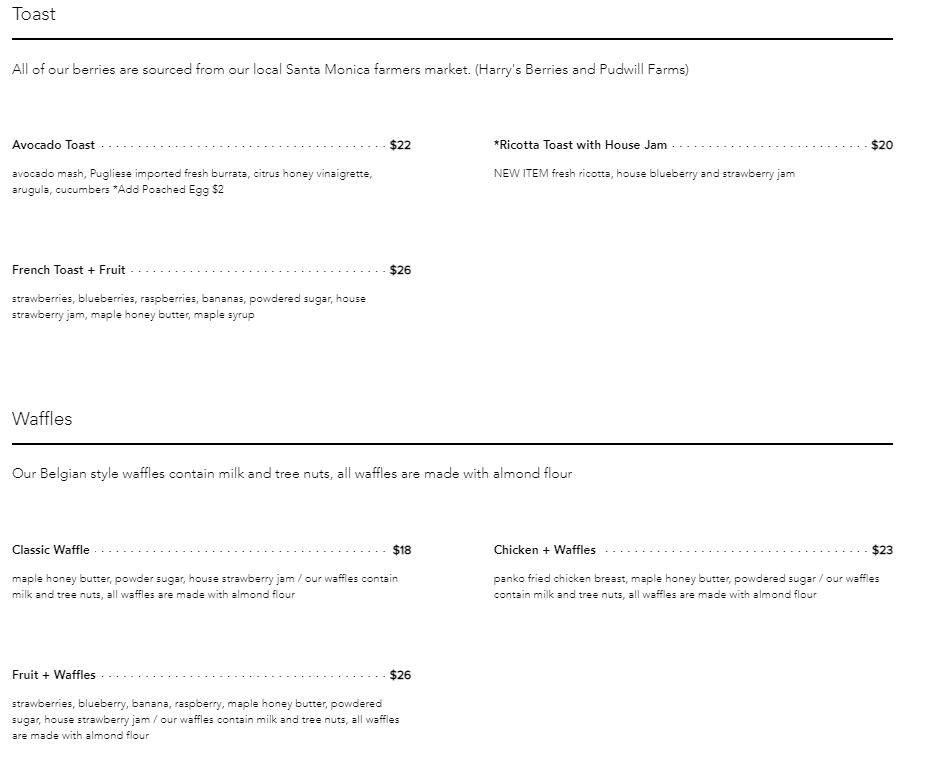 Toast
All of our berries are sourced from our local Santa Monica farmers market. (Harry's Berries and Pudwill Farms)
Avocado Toast $22
avocado mash, Pugliese imported fresh burrata, citrus honey vinaigrette,
arugula, cucumbers *Add Poached Egg $2
*Ricotta Toast with House Jam $20
NEW ITEM fresh ricotta, house blueberry and strawberry jam
French Toast + Fruit $26
strawberries, blueberries, raspberries, bananas, powdered sugar, house
strawberry jam, maple honey butter, maple syrup
Waffles
Our Belgian style waffles contain milk and tree nuts, all waffles are made with almond flour
Classic Waffle $18
maple honey butter, powder sugar, house strawberry jam / our waffles contain
milk and tree nuts, all waffles are made with almond flour
Chicken + Waffles $23
panko fried chicken breast, maple honey butter, powdered sugar / our waffles
contain milk and tree nuts, all waffles are made with almond flour
Fruit + Waffles $26
strawberries, blueberry, banana, raspberry, maple honey butter, powdered
sugar, house strawberry jam / our waffles contain milk and tree nuts, all waffles
are made with almond flour